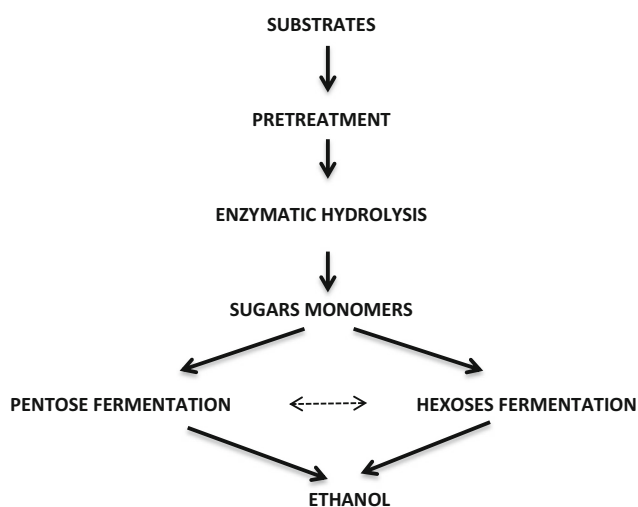 SUBSTRATES
PRETREATMENT
ENZYMATIC HYDROLYSIS
SUGARS MONOMERS
PENTOSE FERMENTATION
HEXOSES FERMENTATION
ETHANOL